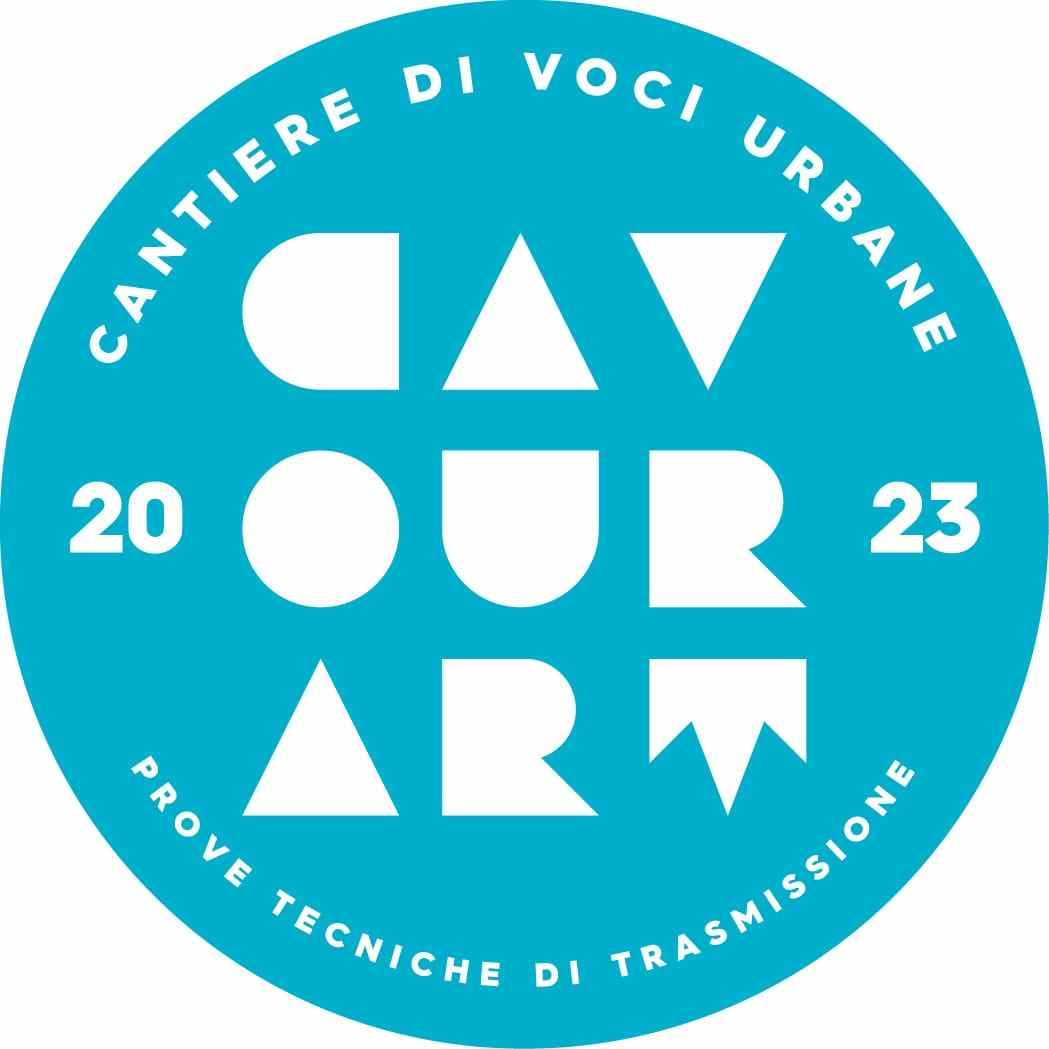 CANTIERE DI VOCI URBANE
CAV
20 OUR 23
ART
PROVE TECNICHE DI TRASMISSIONE